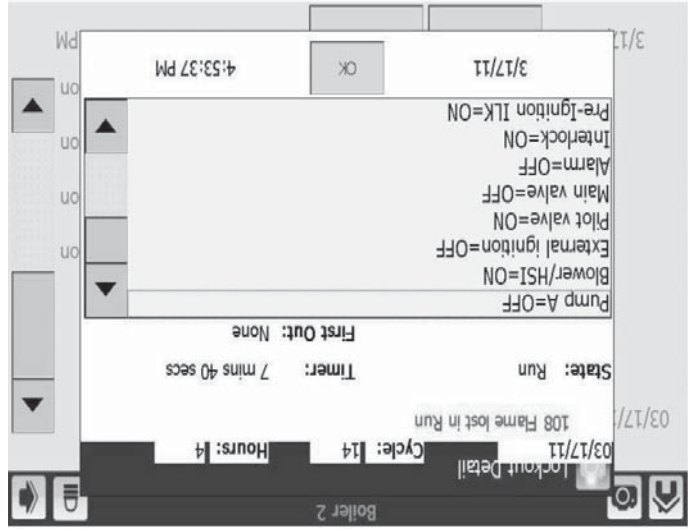 Boiler 2
Lockout Detail
03/17/11 Cycle: 14 Hours: 4
108 Flame lost in Run
03/17/1
State: Run Timer: 7 mins 40 secs
First Out: None
Pump A=OFF
Blower/HSI=ON
External ignition=OFF
Pilot valve=ON
Main valve=OFF
Alarm=OFF
Interlock=ON
Pre-Ignition ILK=ON
on
on
on
on
3/17/11 OK 4:53:37 PM
3/17/ PM